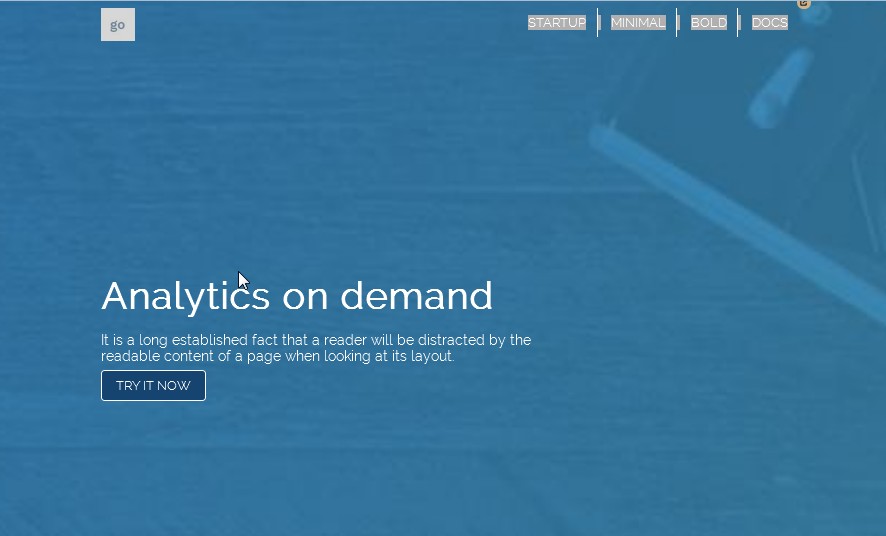 go
STARTUP MINIMAL BOLD DOCS
Analytics on demand
It is a long established fact that a reader will be distracted by the
readable content of a page when looking at its layout.
TRY IT NOW